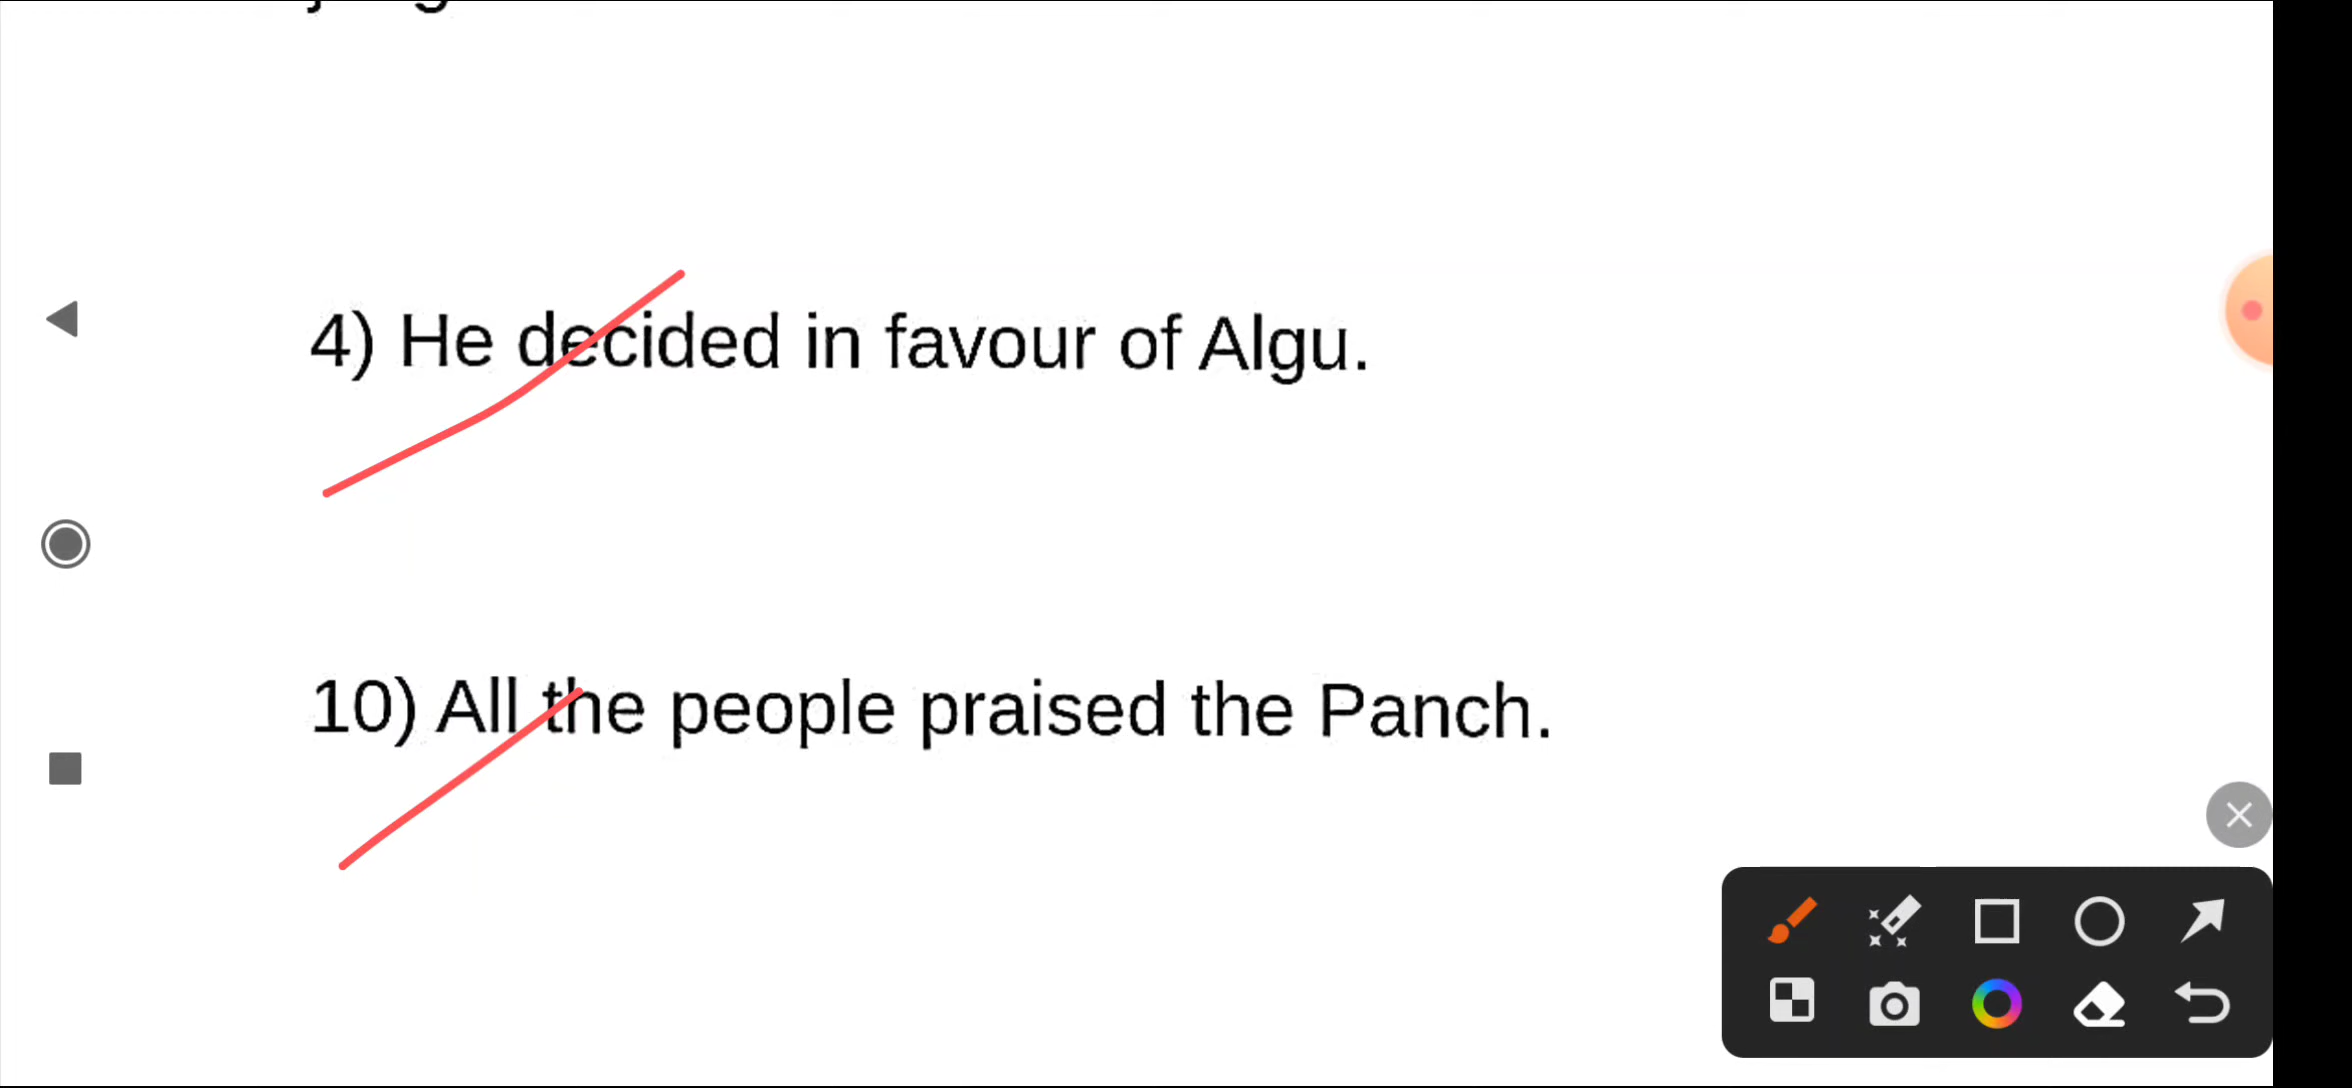 4) He decided in favour of Algu.
10) All the people praised the Panch.